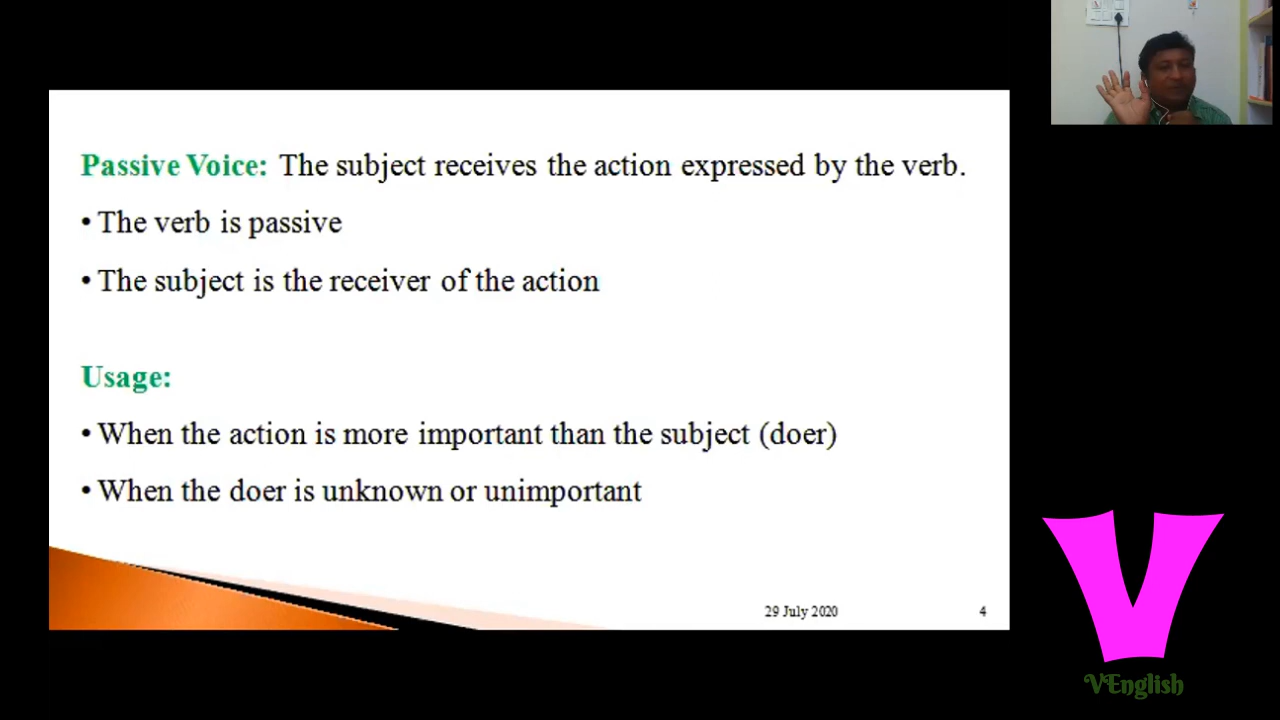 Passive Voice: The subject receives the action expressed by the verb.
• The verb is passive
• The subject is the receiver of the action
Usage:
• When the action is more important than the subject (doer)
• When the doer is unknown or unimportant
29 July 2020
4
V
VEnglish